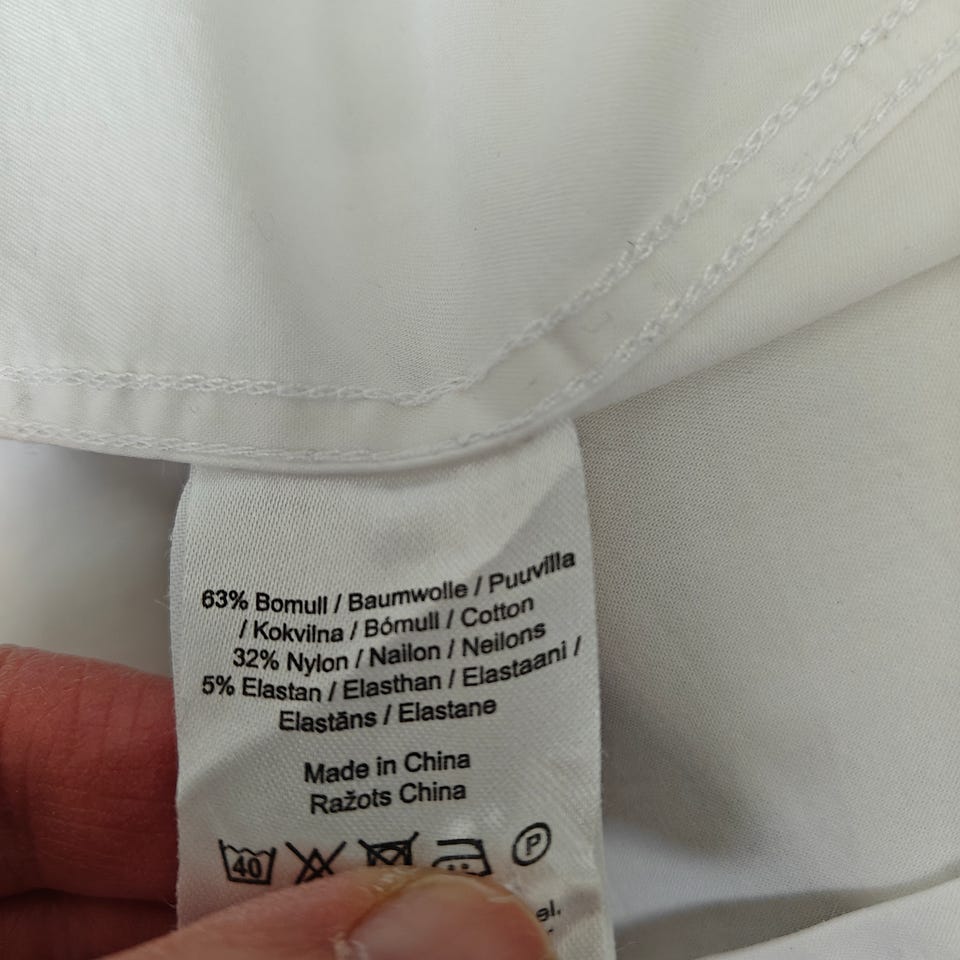 63% Bomull / Baumwolle / Puuvilla
/ Kokvilna / Bómull / Cotton
32% Nylon / Nailon / Neilons
5% Elastan / Elasthan / Elastaani /
Elastāns / Elastane
Made in China
Ražots China
40 P
el.